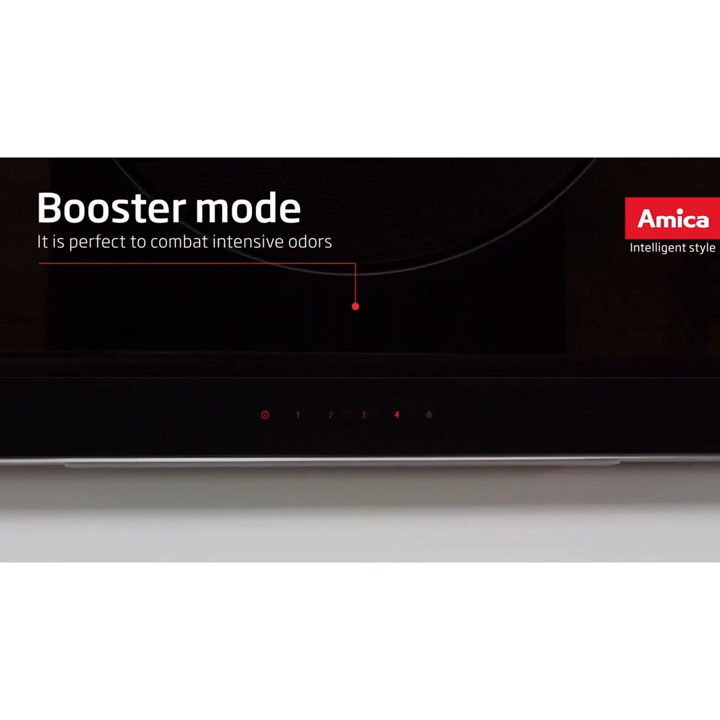 Booster mode
It is perfect to combat intensive odors
Amica
Intelligent style
1 2 3 4